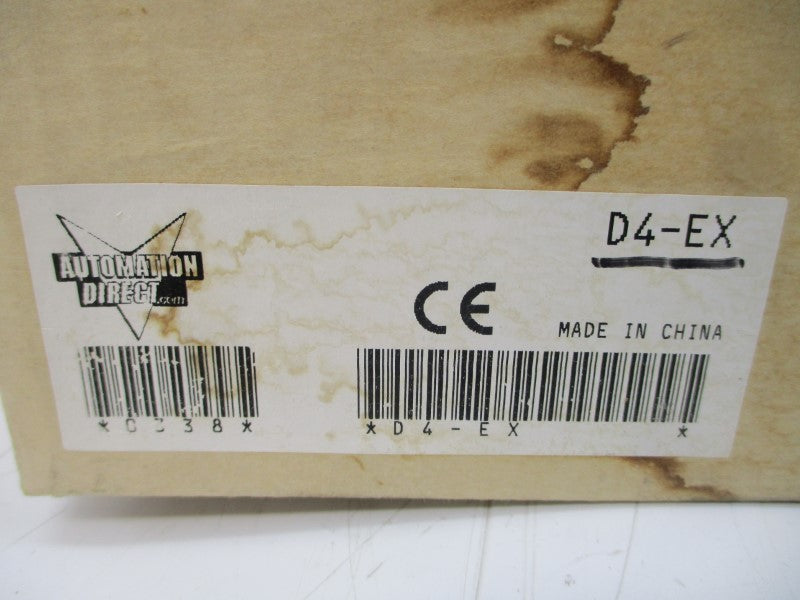 AUTOMATION
DIRECT.com
D4-EX
CE
MADE IN CHINA
*D4-EX *